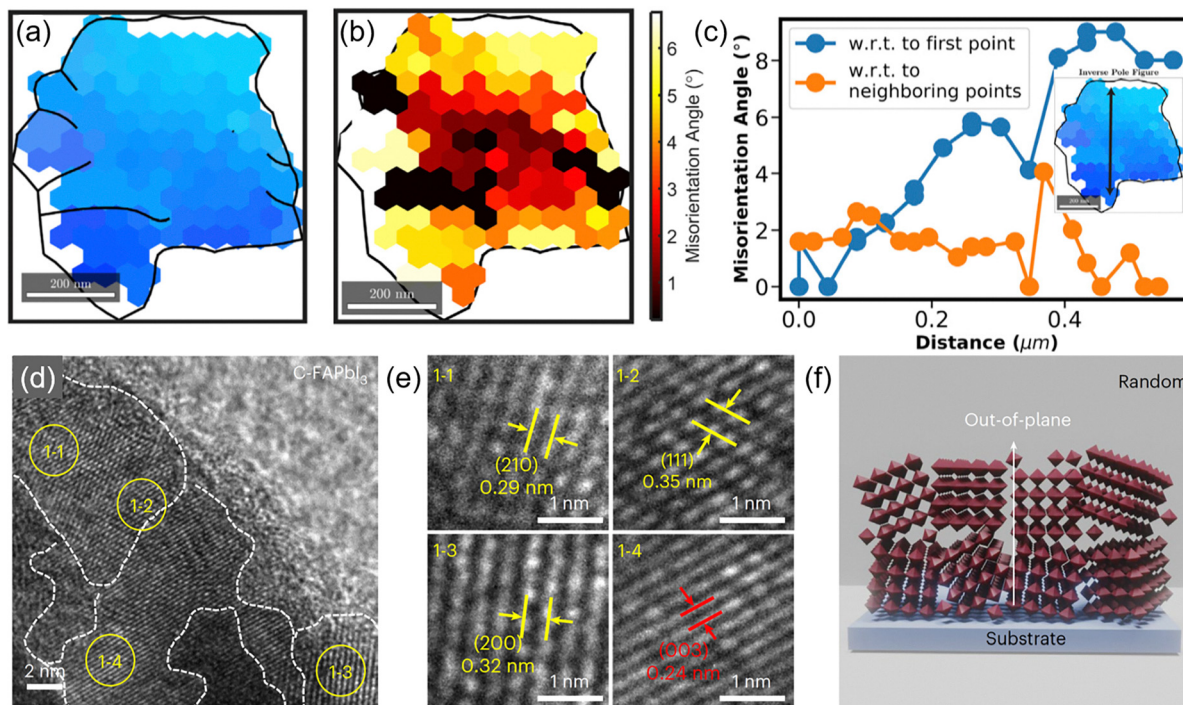 (a)
200 nm
(b)
200 nm
6
5
4
3
2
1
Misorientation Angle (°)
(c)
w.r.t. to first point
w.r.t. to
neighboring points
Inverse Pole Figure
200 nm
8
6
4
2
0
Misorientation Angle (°)
0.0
0.2
0.4
Distance (μm)
(d)
C-FAPbI3
1-1
1-2
1-4
1-3
2 nm
(e)
1-1
(210)
0.29 nm
1 nm
1-2
(111)
0.35 nm
1 nm
1-3
(200)
0.32 nm
1 nm
1-4
(003)
0.24 nm
1 nm
(f)
Random
Out-of-plane
Substrate